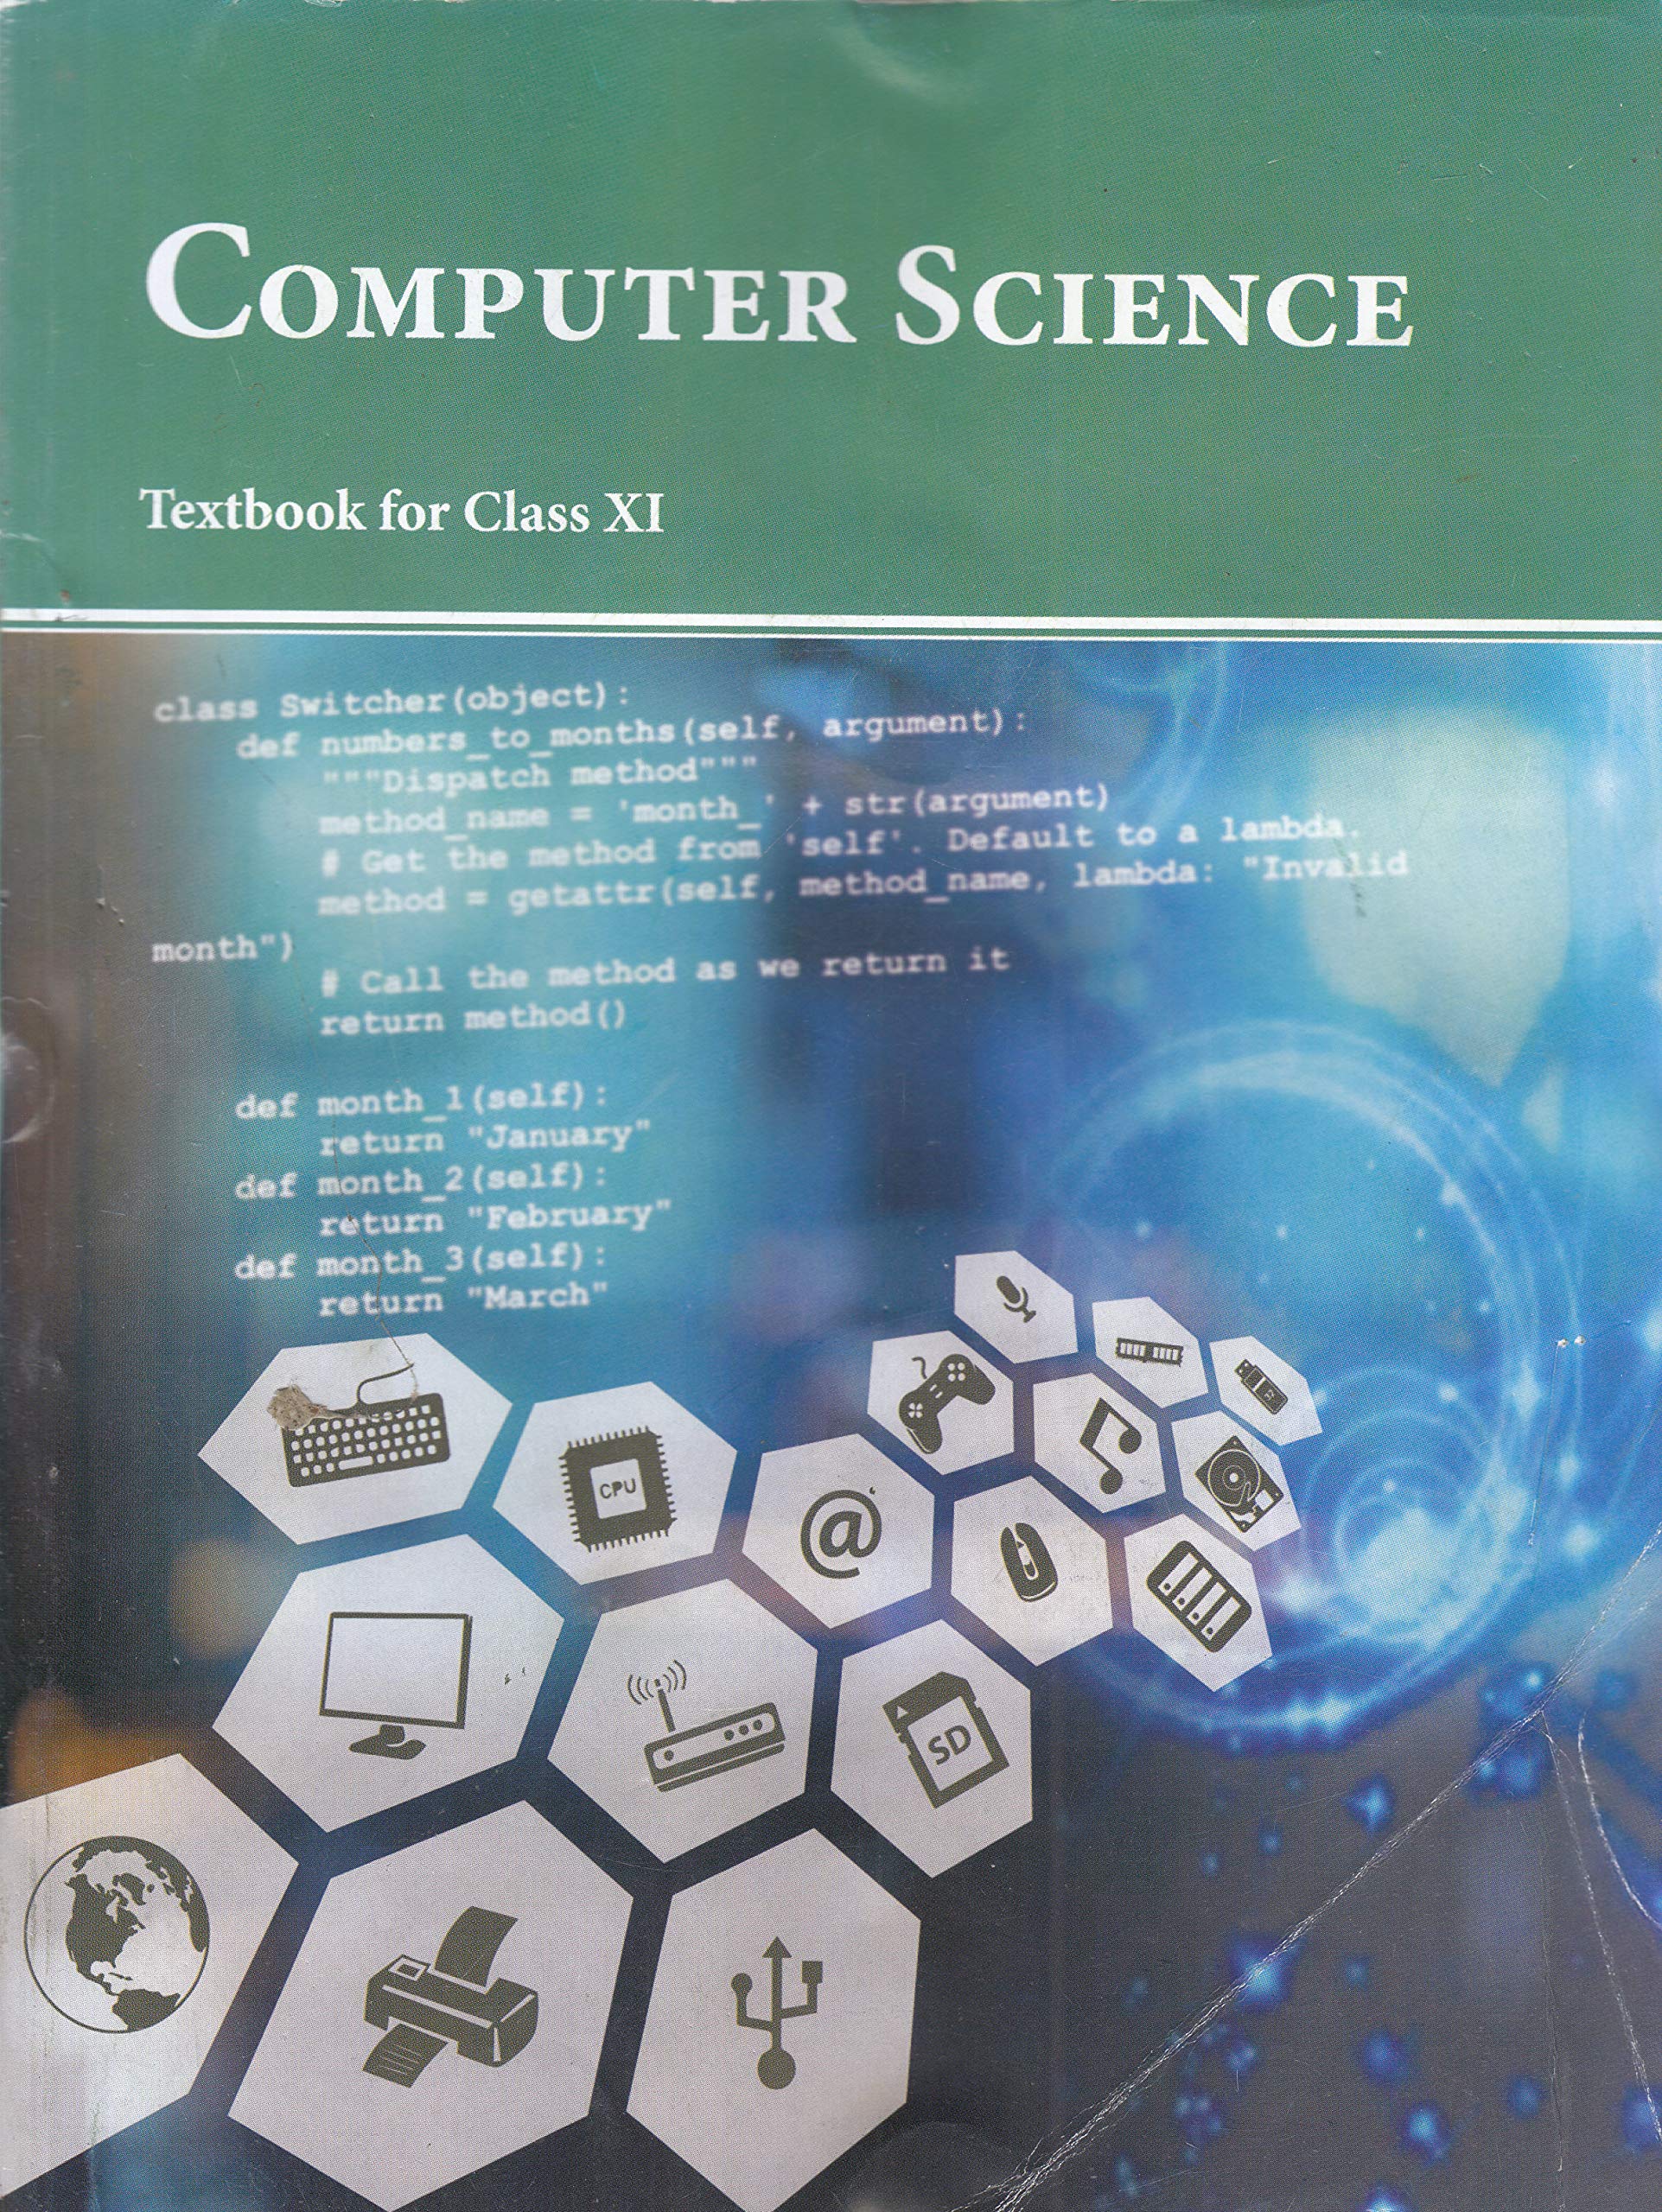 COMPUTER SCIENCE
Textbook for Class XI
class Switcher(object):
    def numbers_to_months(self, argument):
        """Dispatch method"""
        method_name = 'month_' + str(argument)
        # Get the method from 'self'. Default to a lambda.
        method = getattr(self, method_name, lambda: "Invalid
month")
        # Call the method as we return it
        return method()
    def month_1(self):
        return "January"
    def month_2(self):
        return "February"
    def month_3(self):
        return "March"
CPU
@
SD